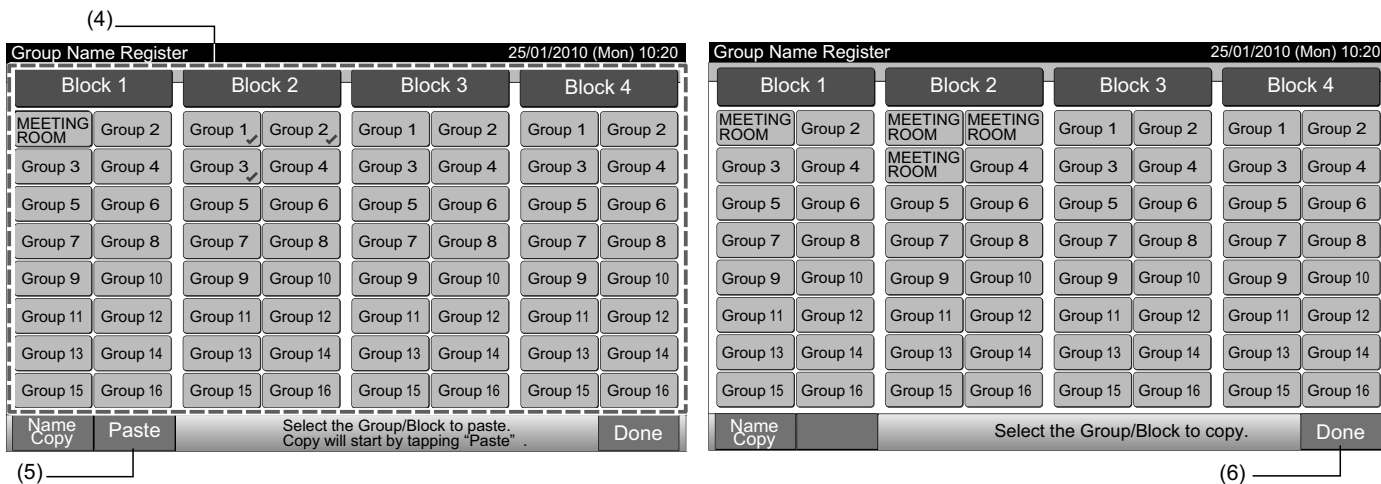 (4)
Group Name Register 25/01/2010 (Mon) 10:20
Block 1 Block 2 Block 3 Block 4
MEETING ROOM Group 2 Group 1 Group 2 Group 1 Group 2 Group 1 Group 2
Group 3 Group 4 Group 3 Group 4 Group 3 Group 4 Group 3 Group 4
Group 5 Group 6 Group 5 Group 6 Group 5 Group 6 Group 5 Group 6
Group 7 Group 8 Group 7 Group 8 Group 7 Group 8 Group 7 Group 8
Group 9 Group 10 Group 9 Group 10 Group 9 Group 10 Group 9 Group 10
Group 11 Group 12 Group 11 Group 12 Group 11 Group 12 Group 11 Group 12
Group 13 Group 14 Group 13 Group 14 Group 13 Group 14 Group 13 Group 14
Group 15 Group 16 Group 15 Group 16 Group 15 Group 16 Group 15 Group 16
Name Copy Paste Select the Group/Block to paste.
Copy will start by tapping “Paste” . Done
(5)
Group Name Register 25/01/2010 (Mon) 10:20
Block 1 Block 2 Block 3 Block 4
MEETING ROOM Group 2 MEETING ROOM MEETING ROOM Group 1 Group 2 Group 1 Group 2
Group 3 Group 4 MEETING ROOM Group 4 Group 3 Group 4 Group 3 Group 4
Group 5 Group 6 Group 5 Group 6 Group 5 Group 6 Group 5 Group 6
Group 7 Group 8 Group 7 Group 8 Group 7 Group 8 Group 7 Group 8
Group 9 Group 10 Group 9 Group 10 Group 9 Group 10 Group 9 Group 10
Group 11 Group 12 Group 11 Group 12 Group 11 Group 12 Group 11 Group 12
Group 13 Group 14 Group 13 Group 14 Group 13 Group 14 Group 13 Group 14
Group 15 Group 16 Group 15 Group 16 Group 15 Group 16 Group 15 Group 16
Name Copy Select the Group/Block to copy. Done
(6)